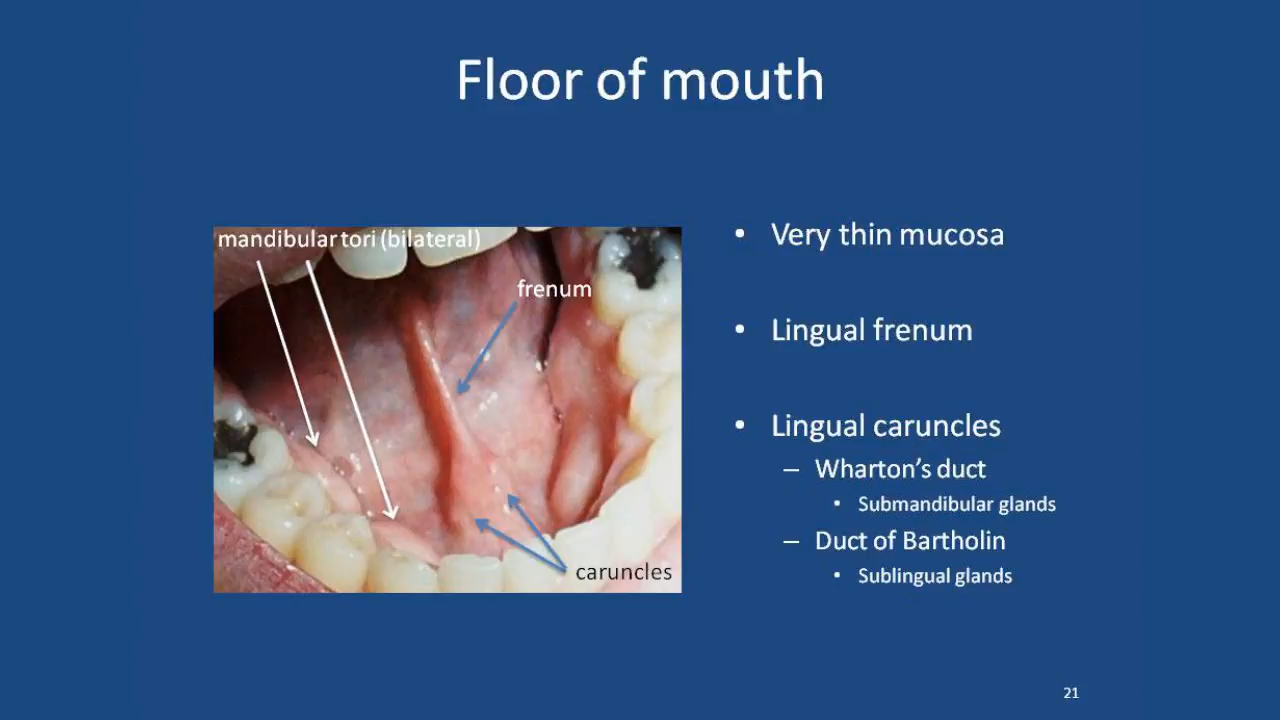 Floor of mouth
mandibular tori (bilateral)
frenum
caruncles
• Very thin mucosa
• Lingual frenum
• Lingual caruncles
– Wharton's duct
• Submandibular glands
– Duct of Bartholin
• Sublingual glands
21